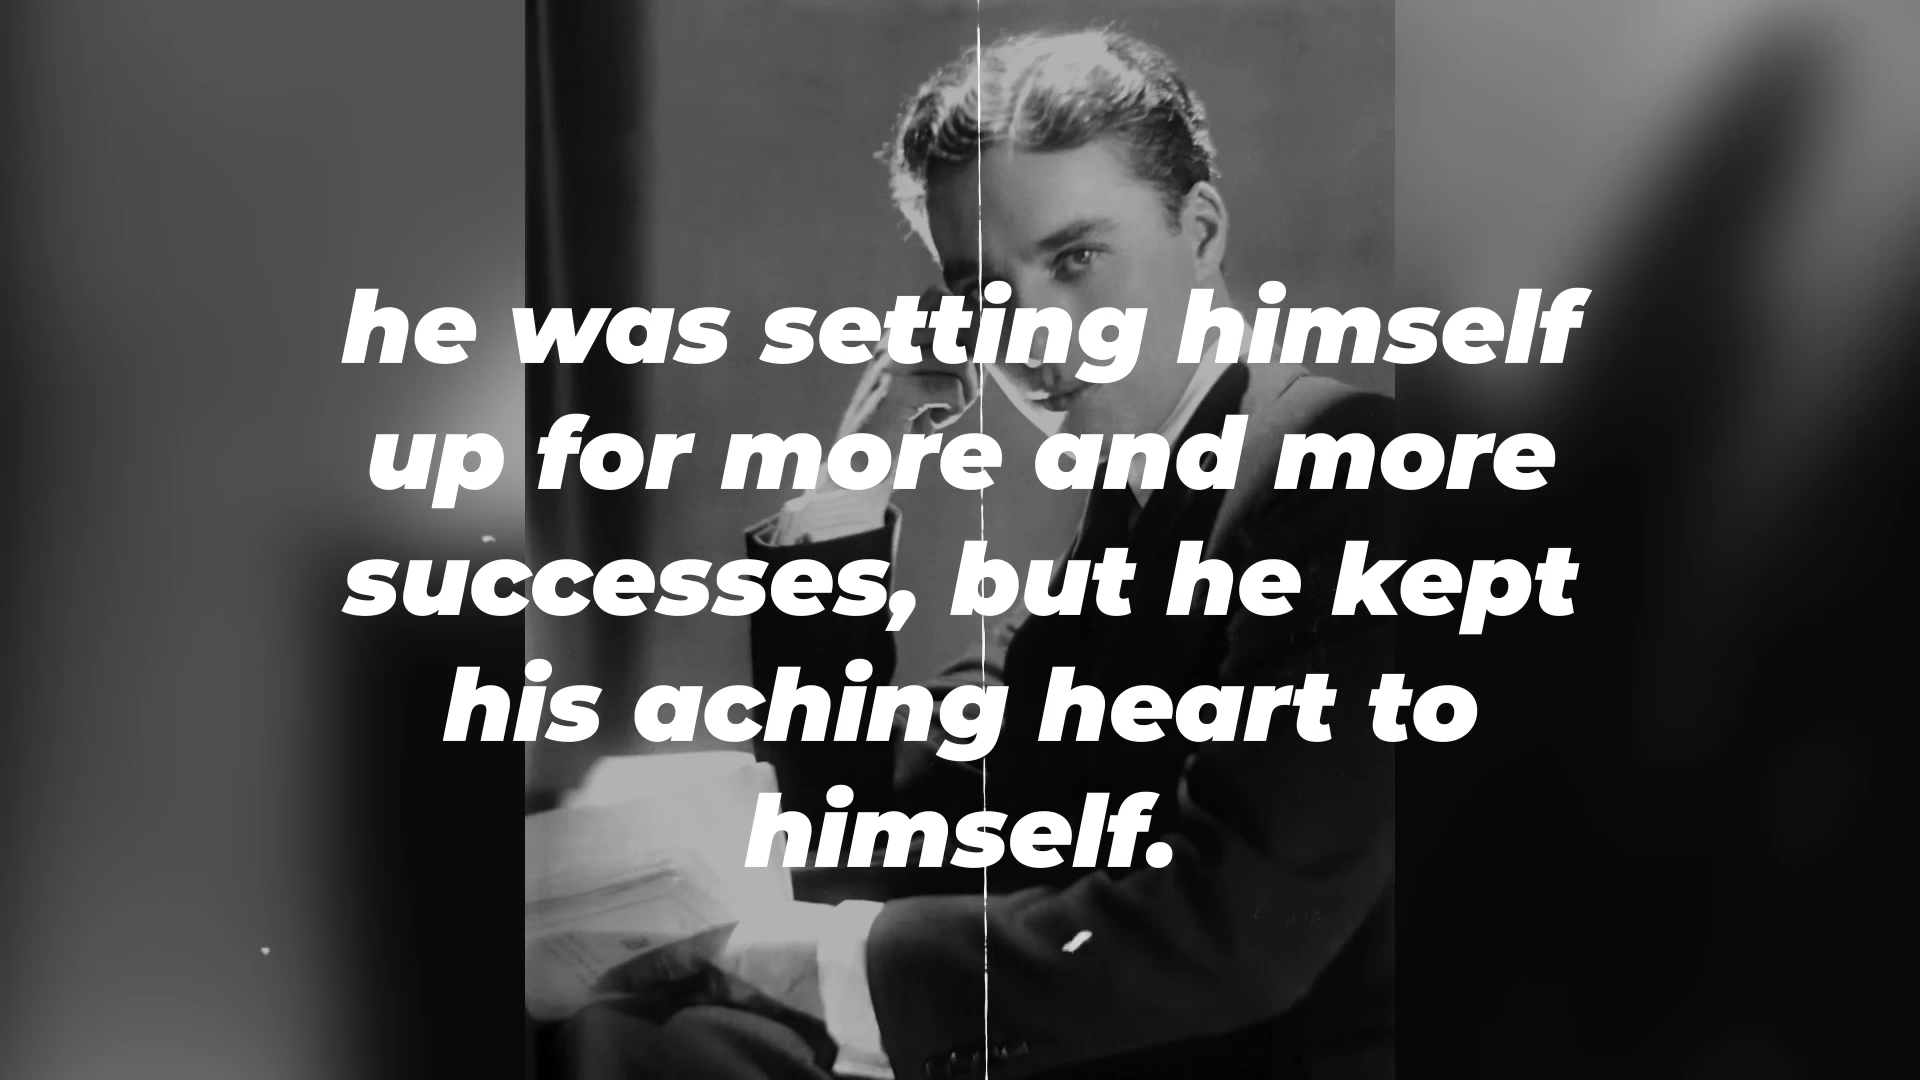 he was setting himself
up for more and more
successes, but he kept
his aching heart to
himself.